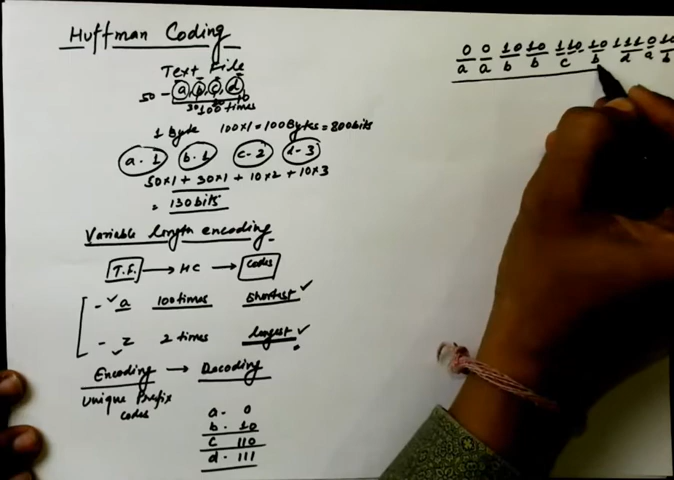 Huffman Coding
Text File
50 - a b c d
30 100 times 10
1 Byte 100×1 = 100 Bytes = 800 bits
a - 1 b - 1 c - 2 d - 3
50×1 + 30×1 + 10×2 + 10×3
= 130 bits
Variable length encoding
T.F. → HC → codes
- ✓ a 100 times shortest ✓
- z 2 times longest ✓
✓
Encoding → Decoding
Unique Prefix
codes
a - 0
b - 10
c 110
d - 111
0 0 10 10 110 10 111 0 10
a a b b c b d a b